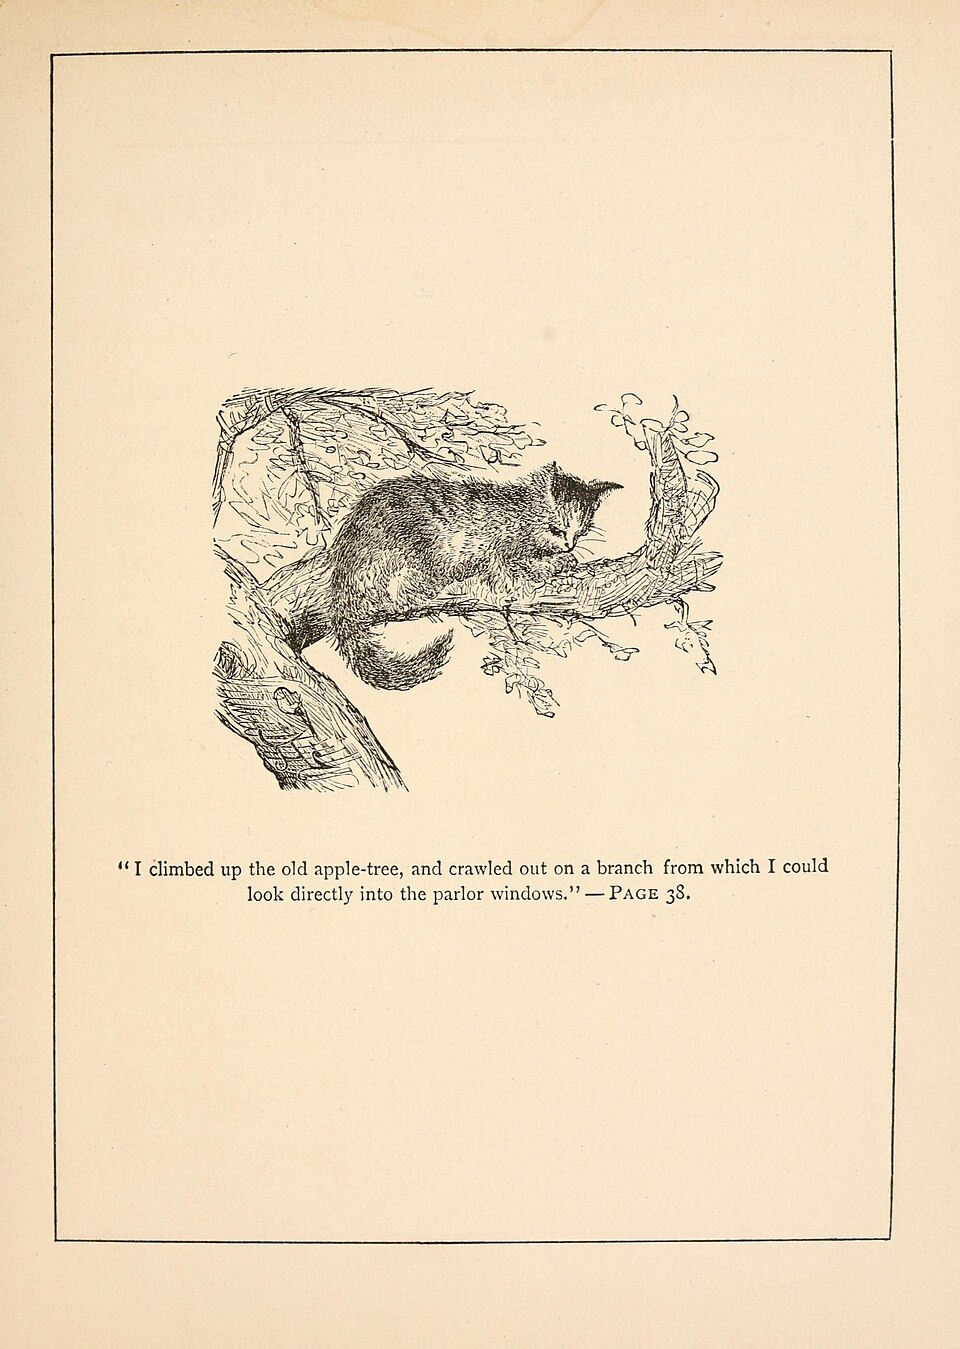 “I climbed up the old apple-tree, and crawled out on a branch from which I could
look directly into the parlor windows.” — PAGE 38.